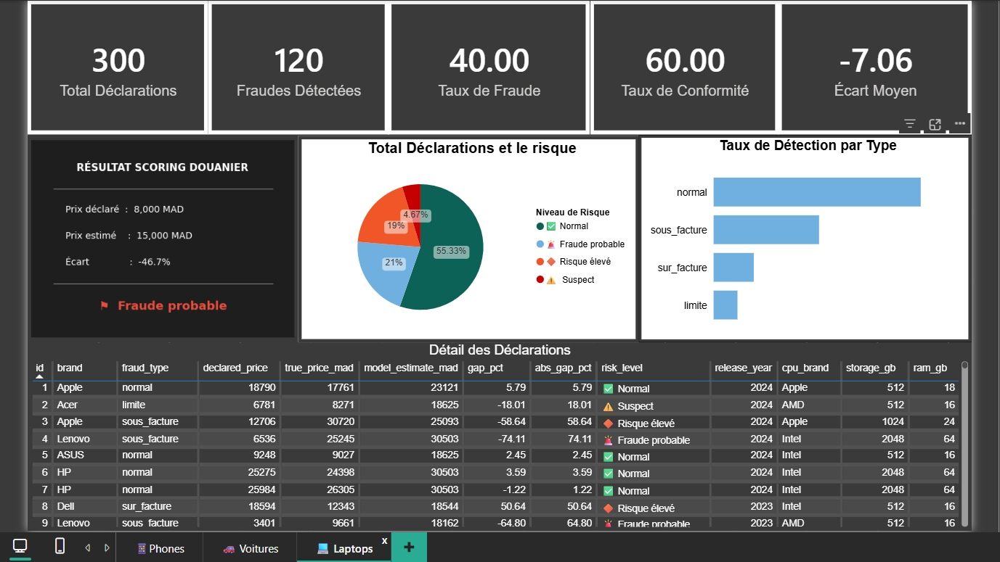 300
Total Déclarations
120
Fraudes Détectées
40.00
Taux de Fraude
60.00
Taux de Conformité
-7.06
Écart Moyen
RÉSULTAT SCORING DOUANIER
Prix déclaré : 8,000 MAD
Prix estimé : 15,000 MAD
Écart : -46.7%
Fraude probable
Total Déclarations et le risque
4.67%
19%
55.33%
21%
Niveau de Risque
Normal
Fraude probable
Risque élevé
Suspect
Taux de Détection par Type
normal
sous_facture
sur_facture
limite
Détail des Déclarations
id brand fraud_type declared_price true_price_mad model_estimate_mad gap_pct abs_gap_pct risk_level release_year cpu_brand storage_gb ram_gb
1 Apple normal 18790 17761 23121 5.79 5.79 Normal 2024 Apple 512 18
2 Acer limite 6781 8271 18625 -18.01 18.01 Suspect 2024 AMD 512 16
3 Apple sous_facture 12706 30720 25093 -58.64 58.64 Risque élevé 2024 Apple 1024 24
4 Lenovo sous_facture 6536 25245 30503 -74.11 74.11 Fraude probable 2024 Intel 2048 64
5 ASUS normal 9248 9027 18625 2.45 2.45 Normal 2024 Intel 512 16
6 HP normal 25275 24398 30503 3.59 3.59 Normal 2024 Intel 2048 64
7 HP normal 25984 26305 30503 -1.22 1.22 Normal 2024 Intel 2048 64
8 Dell sur_facture 18594 12343 18544 50.64 50.64 Risque élevé 2023 Intel 512 16
9 Lenovo sous_facture 3401 9661 18162 -64.80 64.80 Fraude probable 2023 AMD 512 16
Phones
Voitures
Laptops
x